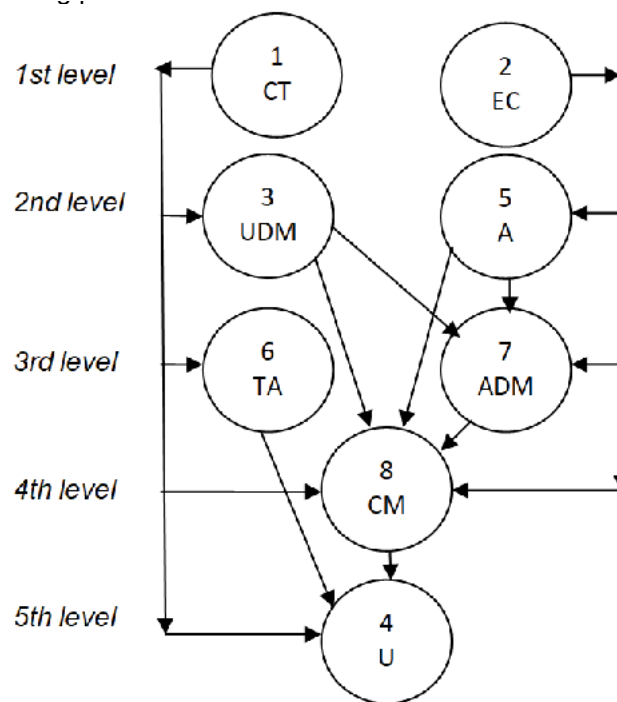 1st level
1
CT
2
EC
2nd level
3
UDM
5
A
3rd level
6
TA
7
ADM
4th level
8
CM
5th level
4
U